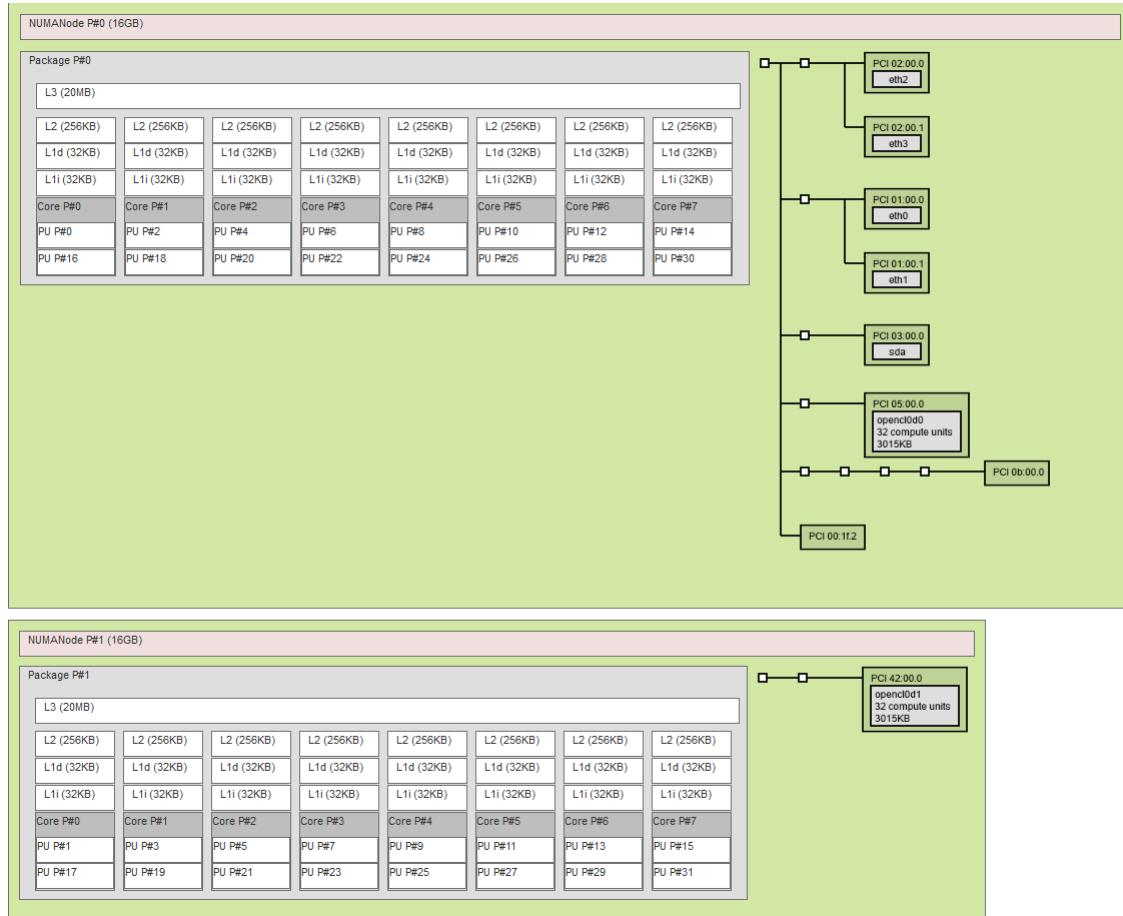 NUMANode P#0 (16GB)
Package P#0
L3 (20MB)
L2 (256KB) L2 (256KB) L2 (256KB) L2 (256KB) L2 (256KB) L2 (256KB) L2 (256KB) L2 (256KB)
L1d (32KB) L1d (32KB) L1d (32KB) L1d (32KB) L1d (32KB) L1d (32KB) L1d (32KB) L1d (32KB)
L1i (32KB) L1i (32KB) L1i (32KB) L1i (32KB) L1i (32KB) L1i (32KB) L1i (32KB) L1i (32KB)
Core P#0 Core P#1 Core P#2 Core P#3 Core P#4 Core P#5 Core P#6 Core P#7
PU P#0 PU P#2 PU P#4 PU P#6 PU P#8 PU P#10 PU P#12 PU P#14
PU P#16 PU P#18 PU P#20 PU P#22 PU P#24 PU P#26 PU P#28 PU P#30
PCI 02:00.0
eth2
PCI 02:00.1
eth3
PCI 01:00.0
eth0
PCI 01:00.1
eth1
PCI 03:00.0
sda
PCI 05:00.0
opencl0d0
32 compute units
3015KB
PCI 0b:00.0
PCI 00:1f.2
NUMANode P#1 (16GB)
Package P#1
L3 (20MB)
L2 (256KB) L2 (256KB) L2 (256KB) L2 (256KB) L2 (256KB) L2 (256KB) L2 (256KB) L2 (256KB)
L1d (32KB) L1d (32KB) L1d (32KB) L1d (32KB) L1d (32KB) L1d (32KB) L1d (32KB) L1d (32KB)
L1i (32KB) L1i (32KB) L1i (32KB) L1i (32KB) L1i (32KB) L1i (32KB) L1i (32KB) L1i (32KB)
Core P#0 Core P#1 Core P#2 Core P#3 Core P#4 Core P#5 Core P#6 Core P#7
PU P#1 PU P#3 PU P#5 PU P#7 PU P#9 PU P#11 PU P#13 PU P#15
PU P#17 PU P#19 PU P#21 PU P#23 PU P#25 PU P#27 PU P#29 PU P#31
PCI 42:00.0
opencl0d1
32 compute units
3015KB